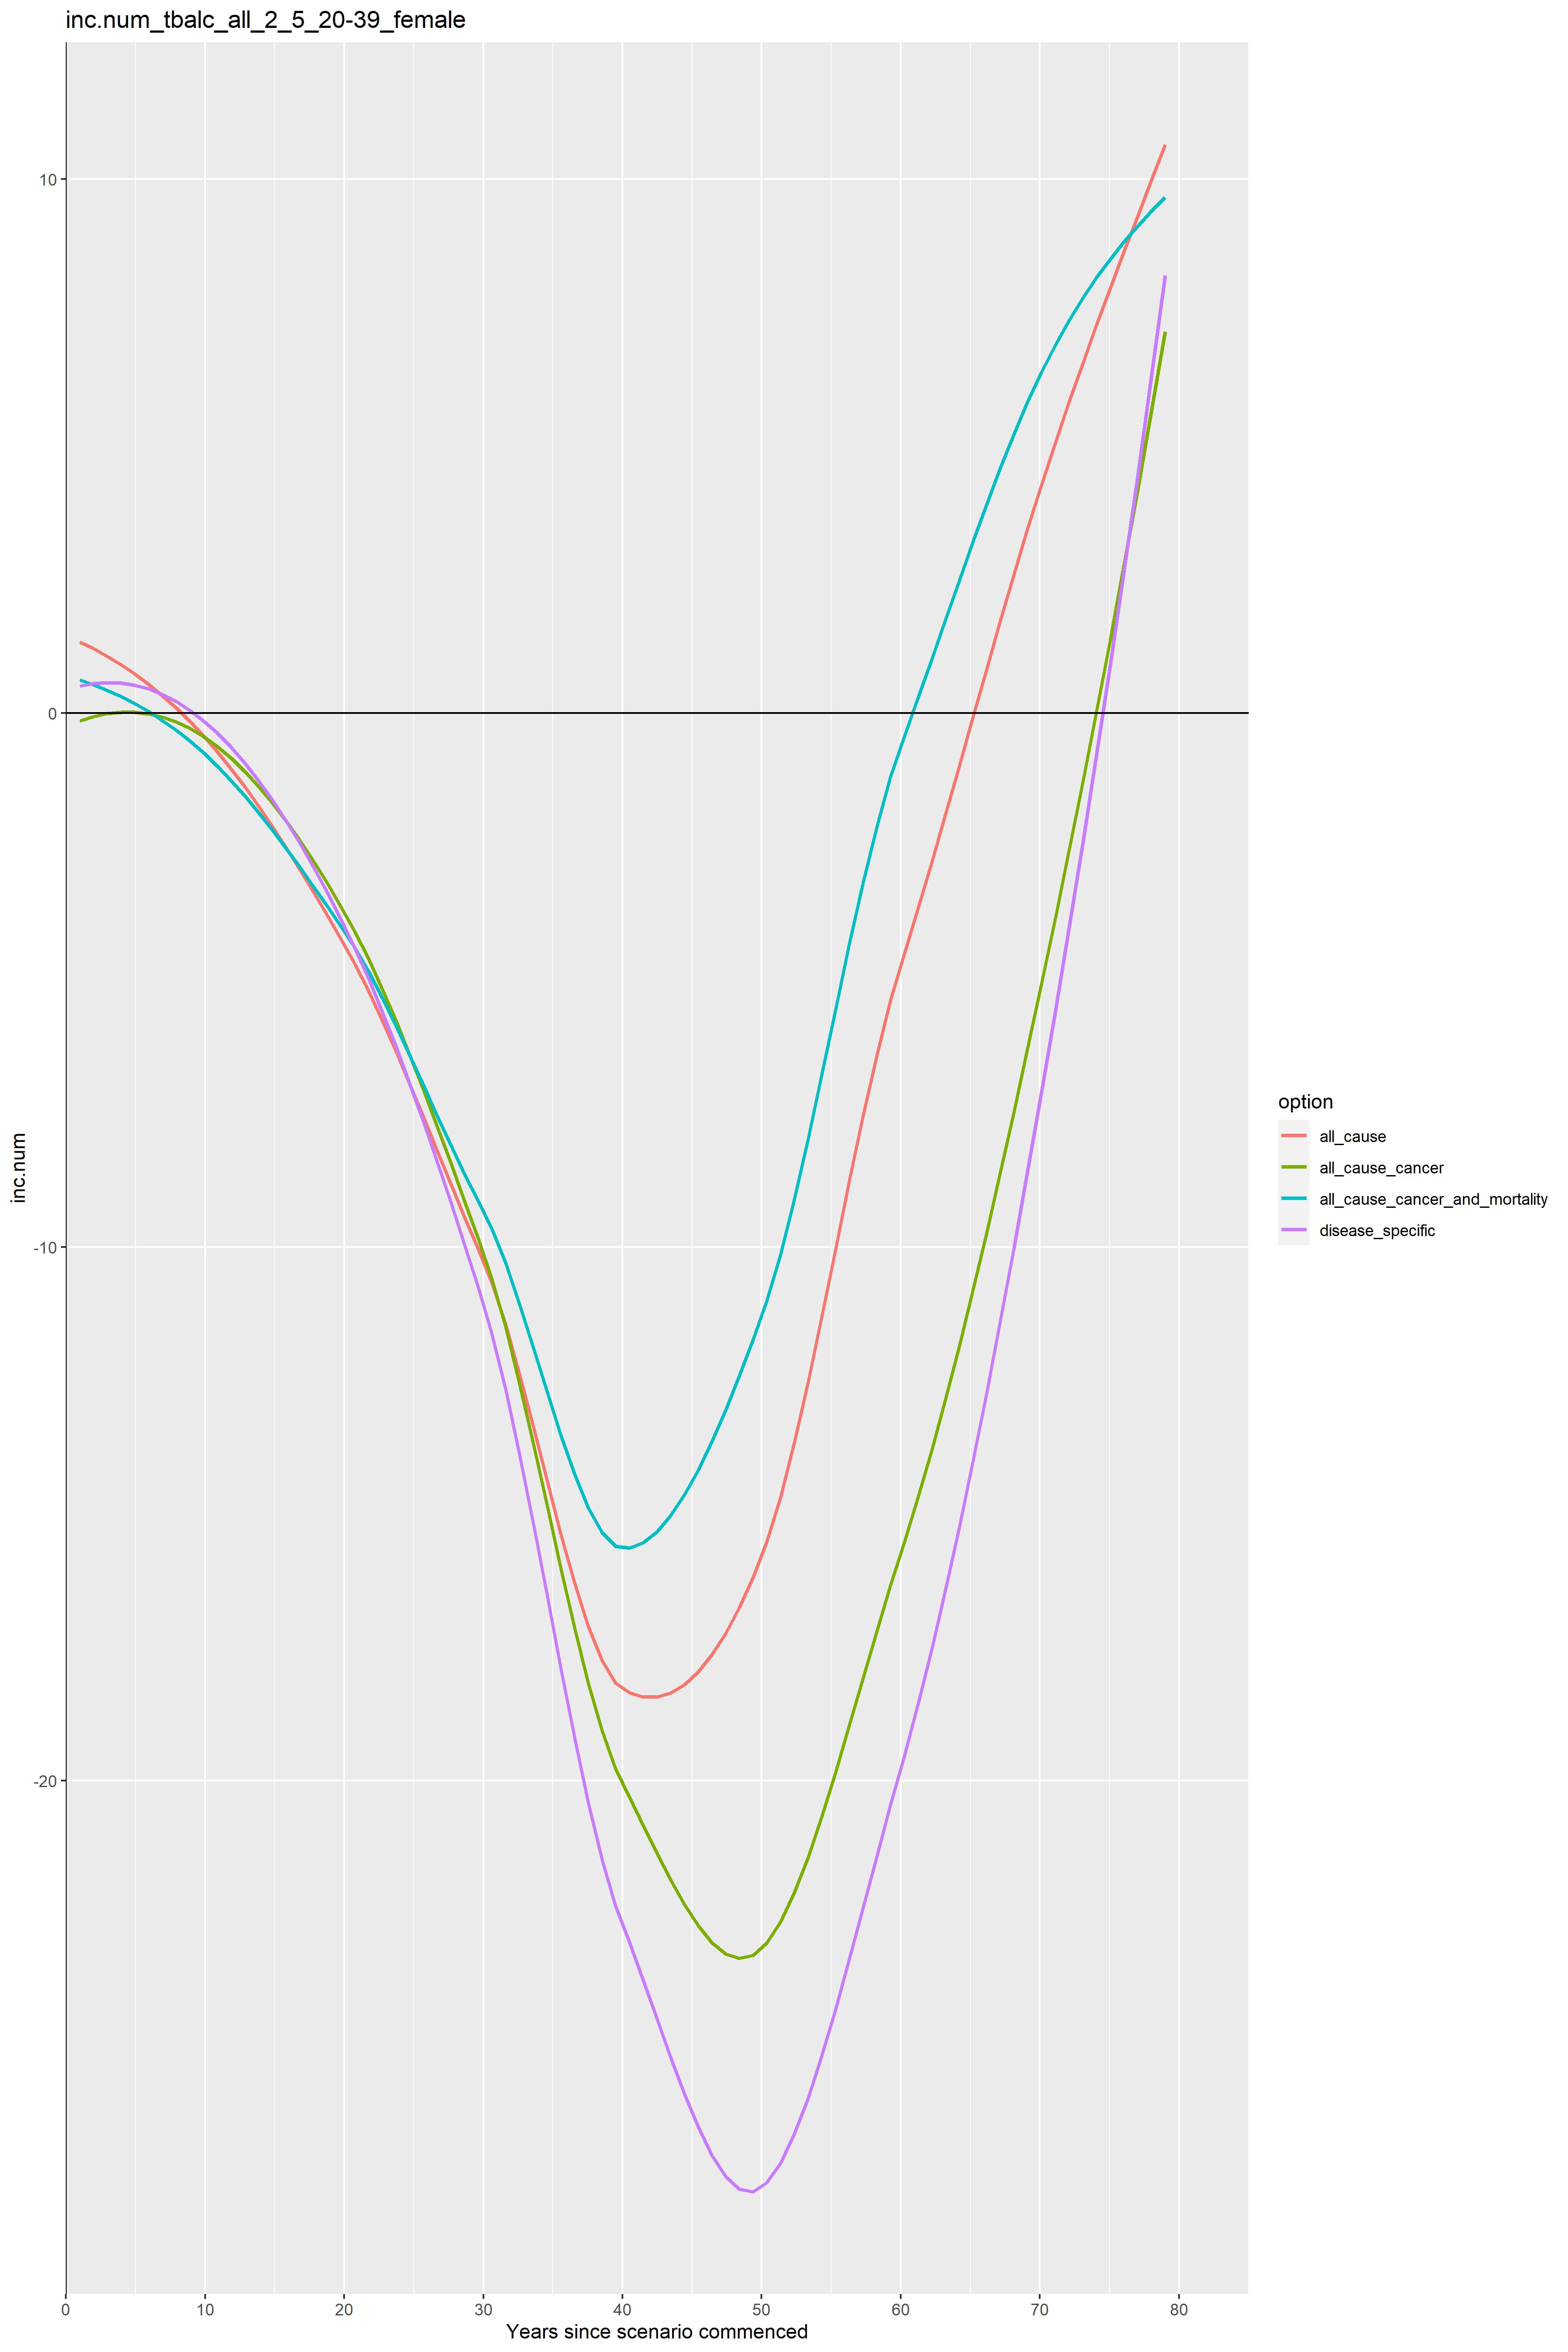 inc.num_tbalc_all_2_5_20-39_female
10
0
-10
-20
inc.num
0 10 20 30 40 50 60 70 80
Years since scenario commenced
option
all_cause
all_cause_cancer
all_cause_cancer_and_mortality
disease_specific